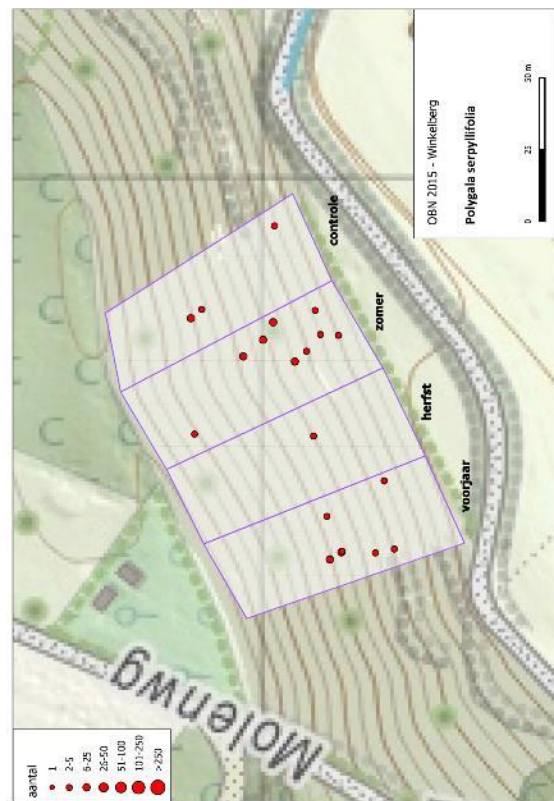 OBN 2015 - Winkelberg
Polygala serpyllifolia
0 25 50 m
controle
zomer
herfst
voorjaar
Molenwg
aantal
1
2-5
6-25
26-50
51-100
101-250
>250